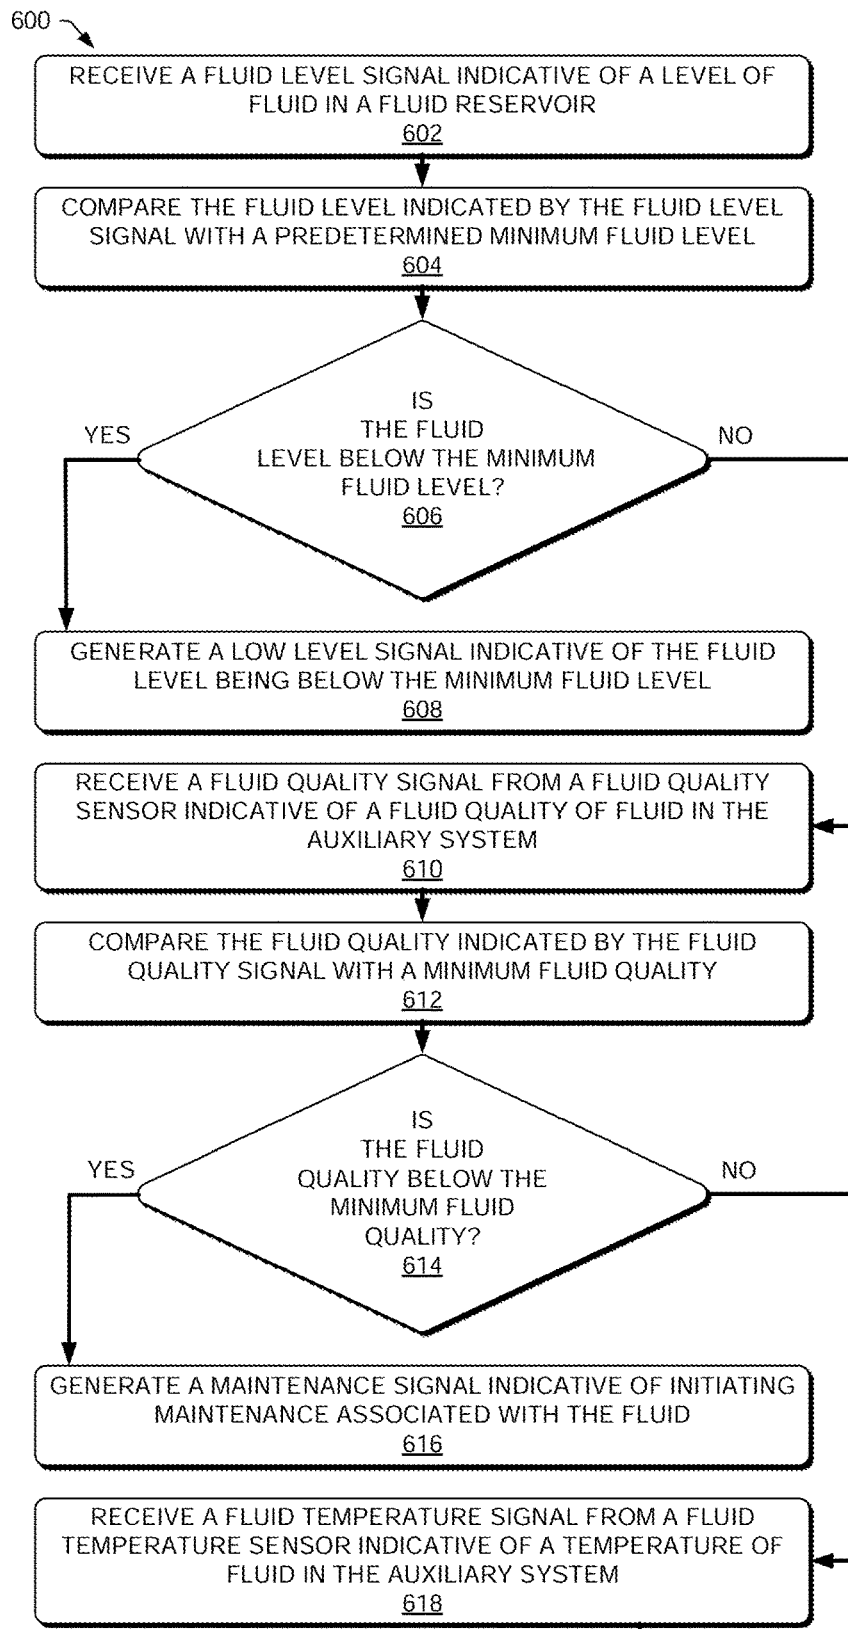 600
RECEIVE A FLUID LEVEL SIGNAL INDICATIVE OF A LEVEL OF
FLUID IN A FLUID RESERVOIR
602
COMPARE THE FLUID LEVEL INDICATED BY THE FLUID LEVEL
SIGNAL WITH A PREDETERMINED MINIMUM FLUID LEVEL
604
IS
THE FLUID
LEVEL BELOW THE MINIMUM
FLUID LEVEL?
606
YES
NO
GENERATE A LOW LEVEL SIGNAL INDICATIVE OF THE FLUID
LEVEL BEING BELOW THE MINIMUM FLUID LEVEL
608
RECEIVE A FLUID QUALITY SIGNAL FROM A FLUID QUALITY
SENSOR INDICATIVE OF A FLUID QUALITY OF FLUID IN THE
AUXILIARY SYSTEM
610
COMPARE THE FLUID QUALITY INDICATED BY THE FLUID
QUALITY SIGNAL WITH A MINIMUM FLUID QUALITY
612
IS
THE FLUID
QUALITY BELOW THE
MINIMUM FLUID
QUALITY?
614
YES
NO
GENERATE A MAINTENANCE SIGNAL INDICATIVE OF INITIATING
MAINTENANCE ASSOCIATED WITH THE FLUID
616
RECEIVE A FLUID TEMPERATURE SIGNAL FROM A FLUID
TEMPERATURE SENSOR INDICATIVE OF A TEMPERATURE OF
FLUID IN THE AUXILIARY SYSTEM
618